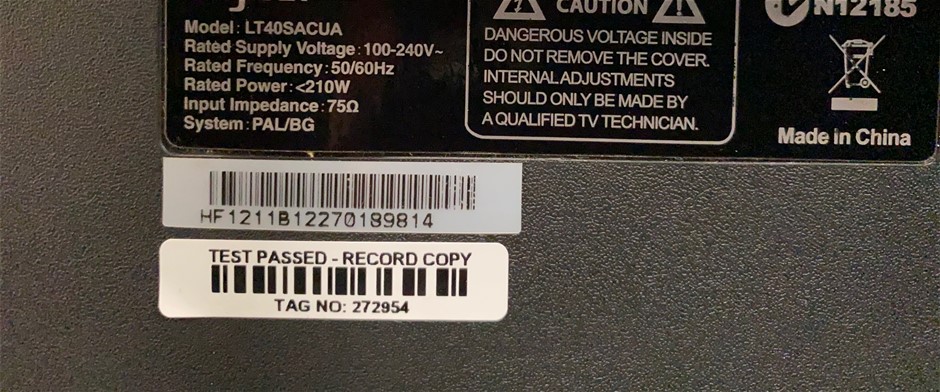 Model: LT40SACUA
Rated Supply Voltage:100-240V~
Rated Frequency:50/60Hz
Rated Power:<210W
Input Impedance:75Ω
System:PAL/BG
CAUTION
DANGEROUS VOLTAGE INSIDE
DO NOT REMOVE THE COVER.
INTERNAL ADJUSTMENTS
SHOULD ONLY BE MADE BY
A QUALIFIED TV TECHNICIAN.
N12185
Made in China
HF1211B12270189814
TEST PASSED - RECORD COPY
TAG NO: 272954